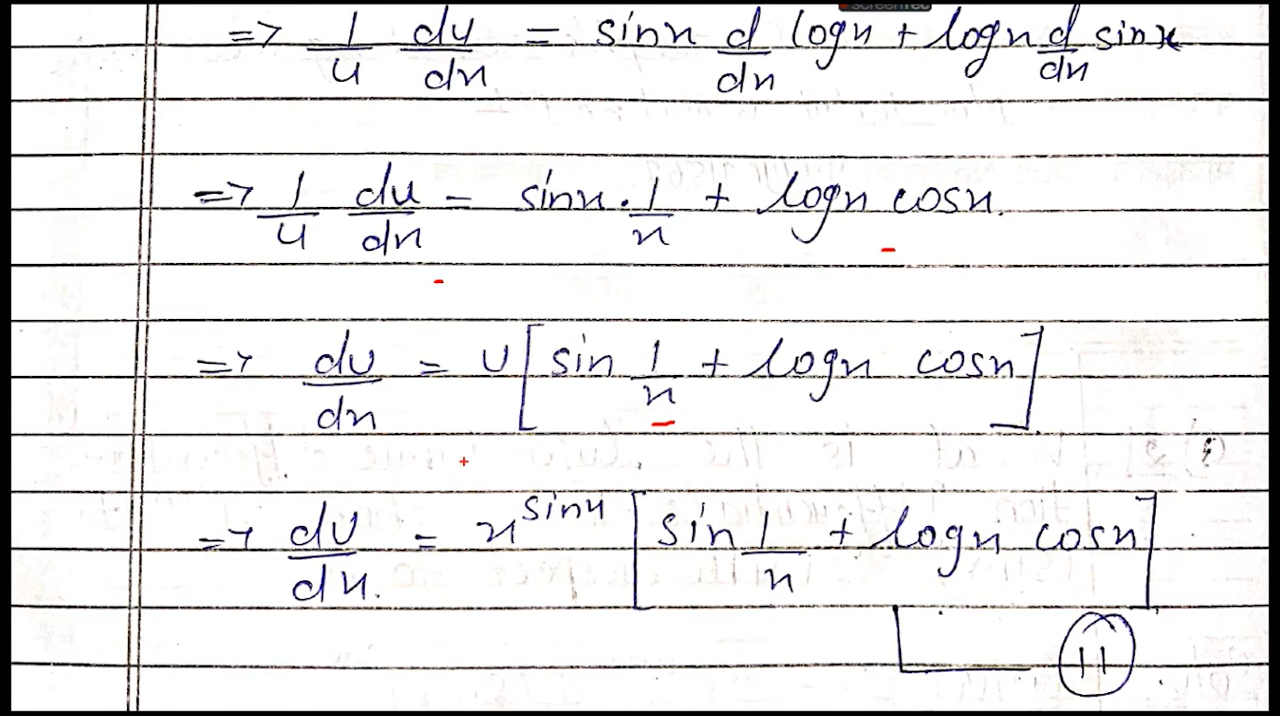 => 1/u du/dx = sinx d/dx logx + logx d/dx sinx
=> 1/u du/dx = sinx . 1/x + logx cosx.
=> du/dx = u [ sin 1/x + logx cosx ]
=> du/dx. = x^sinx [ sin 1/x + logx cosx ]
11